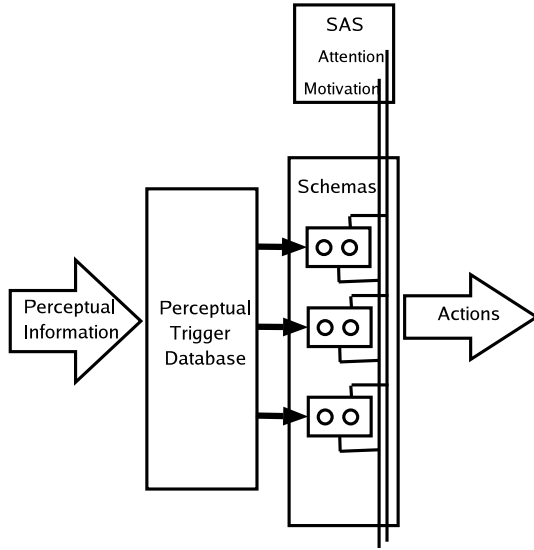 SAS
Attention
Motivation
Schemas
Perceptual
Information
Perceptual
Trigger
Database
Actions